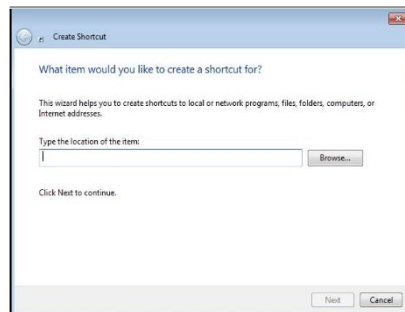 Create Shortcut
What item would you like to create a shortcut for?
This wizard helps you to create shortcuts to local or network programs, files, folders, computers, or
Internet addresses.
Type the location of the item:
Browse...
Click Next to continue.
Next
Cancel